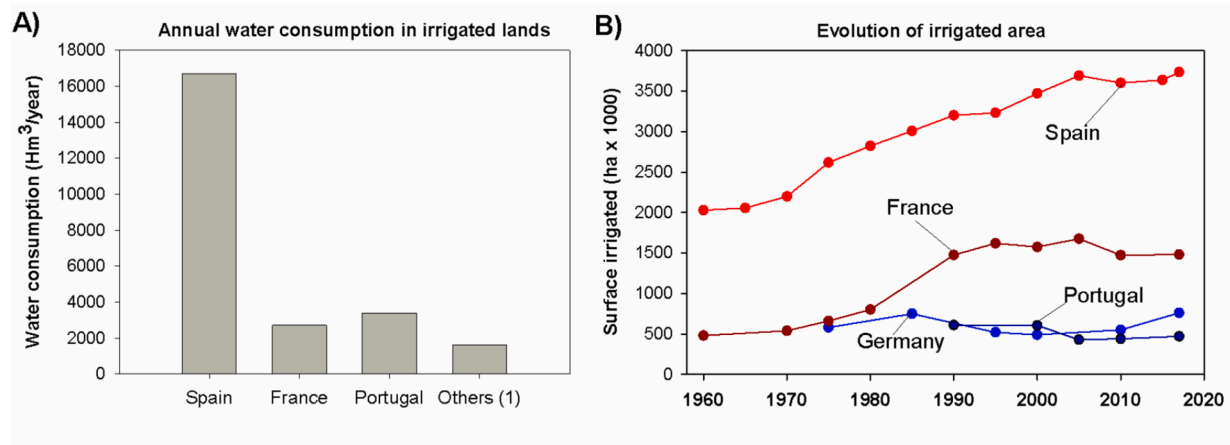 A)
Annual water consumption in irrigated lands
Water consumption (Hm³/year)
18000
16000
14000
12000
10000
8000
6000
4000
2000
0
Spain France Portugal Others (1)
B)
Evolution of irrigated area
Surface irrigated (ha x 1000)
4000
3500
3000
2500
2000
1500
1000
500
0
Spain
France
Portugal
Germany
1960 1970 1980 1990 2000 2010 2020